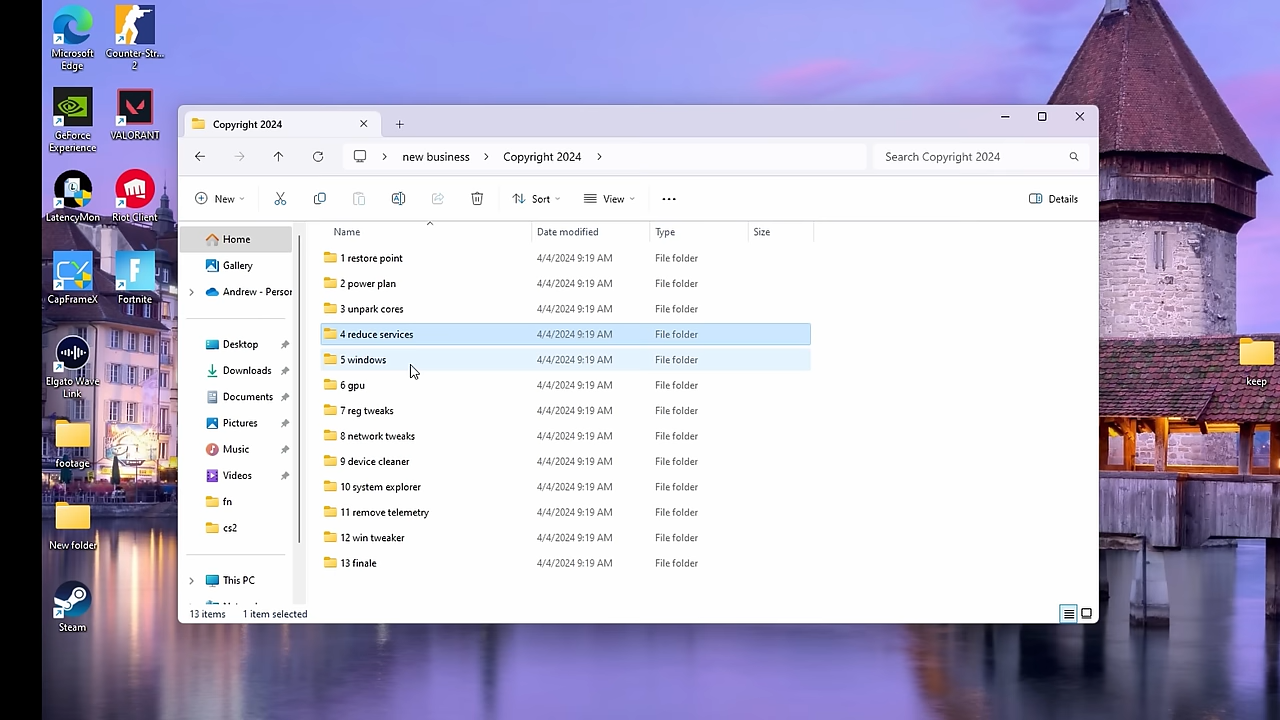 Microsoft
Edge
Counter-Str...
2
GeForce
Experience
VALORANT
LatencyMon
Riot Client
CapFrameX
Fortnite
Elgato Wave
Link
footage
New folder
Steam
keep
Copyright 2024
new business
Copyright 2024
Search Copyright 2024
New
Sort
View
Details
Home
Gallery
Andrew - Person
Desktop
Downloads
Documents
Pictures
Music
Videos
fn
cs2
This PC
Name
Date modified
Type
Size
1 restore point
4/4/2024 9:19 AM
File folder
2 power plan
4/4/2024 9:19 AM
File folder
3 unpark cores
4/4/2024 9:19 AM
File folder
4 reduce services
4/4/2024 9:19 AM
File folder
5 windows
4/4/2024 9:19 AM
File folder
6 gpu
4/4/2024 9:19 AM
File folder
7 reg tweaks
4/4/2024 9:19 AM
File folder
8 network tweaks
4/4/2024 9:19 AM
File folder
9 device cleaner
4/4/2024 9:19 AM
File folder
10 system explorer
4/4/2024 9:19 AM
File folder
11 remove telemetry
4/4/2024 9:19 AM
File folder
12 win tweaker
4/4/2024 9:19 AM
File folder
13 finale
4/4/2024 9:19 AM
File folder
13 items
1 item selected